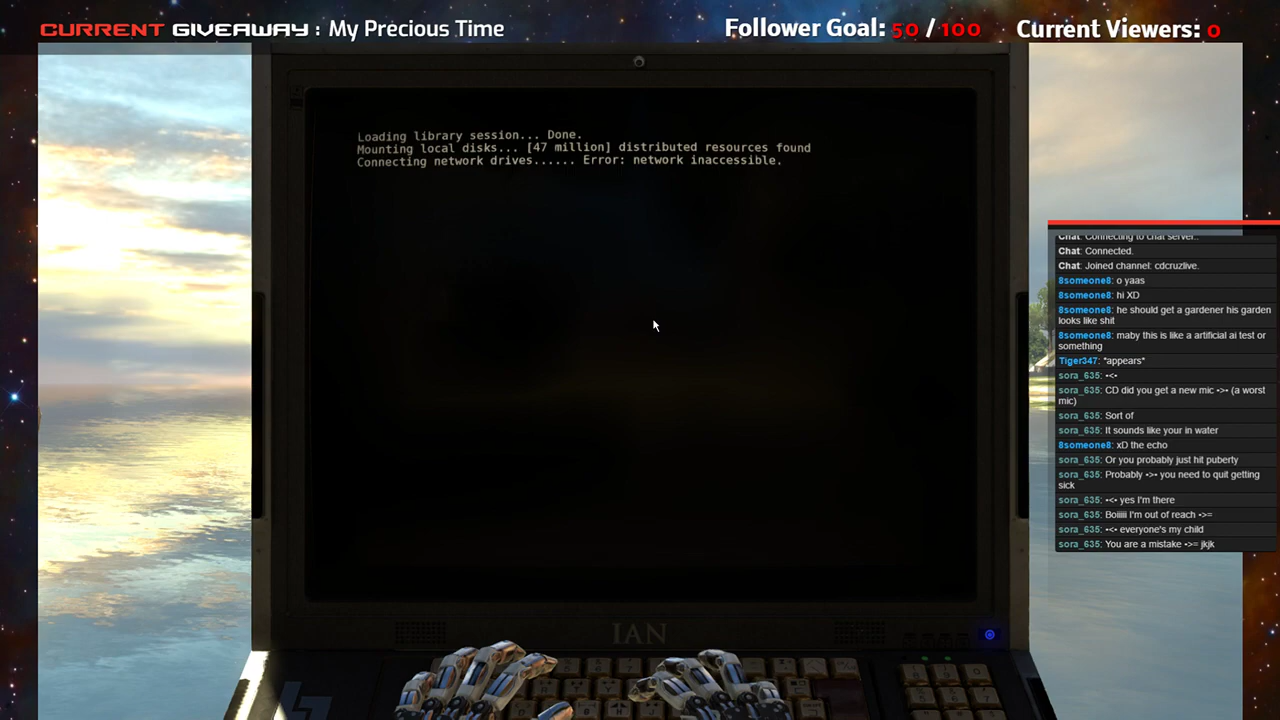 CURRENT GIVEAWAY : My Precious Time
Follower Goal: 50 / 100
Current Viewers: 0
Loading library session... Done.
Mounting local disks... [47 million] distributed resources found
Connecting network drives...... Error: network inaccessible.
Chat: Connecting to chat server..
Chat: Connected.
Chat: Joined channel: cdcruzlive.
8someone8: o yaas
8someone8: hi XD
8someone8: he should get a gardener his garden
looks like shit
8someone8: maby this is like a artificial ai test or
something
Tiger347: *appears*
sora_635: •<•
sora_635: CD did you get a new mic •>• (a worst
mic)
sora_635: Sort of
sora_635: It sounds like your in water
8someone8: xD the echo
sora_635: Or you probably just hit puberty
sora_635: Probably •>• you need to quit getting
sick
sora_635: •<• yes I'm there
sora_635: Boiiiii I'm out of reach •>=
sora_635: •<• everyone's my child
sora_635: You are a mistake •>= jkjk
IAN